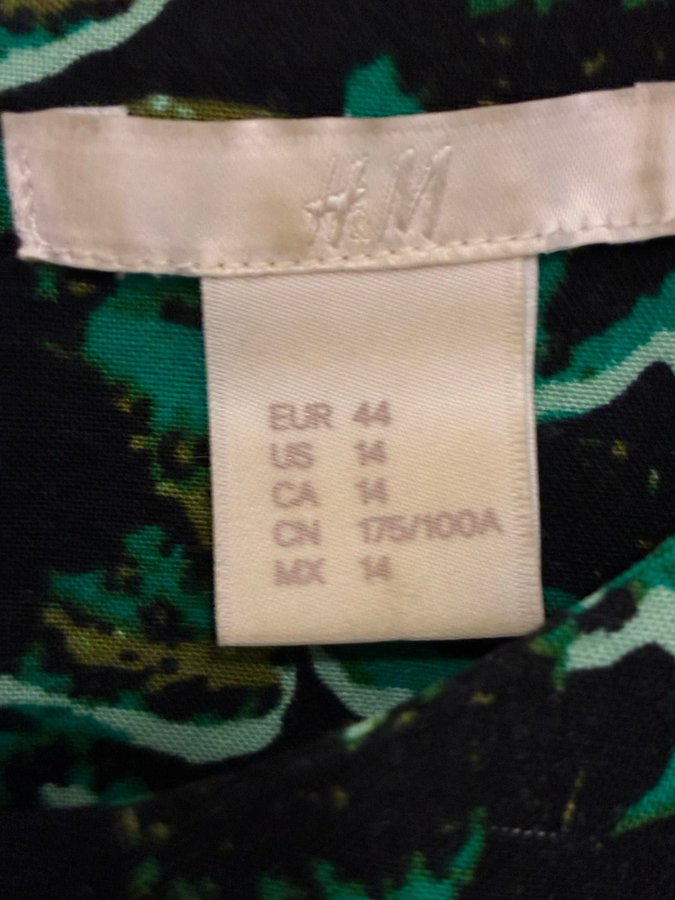 H&M
EUR 44
US 14
CA 14
CN 175/100A
MX 14